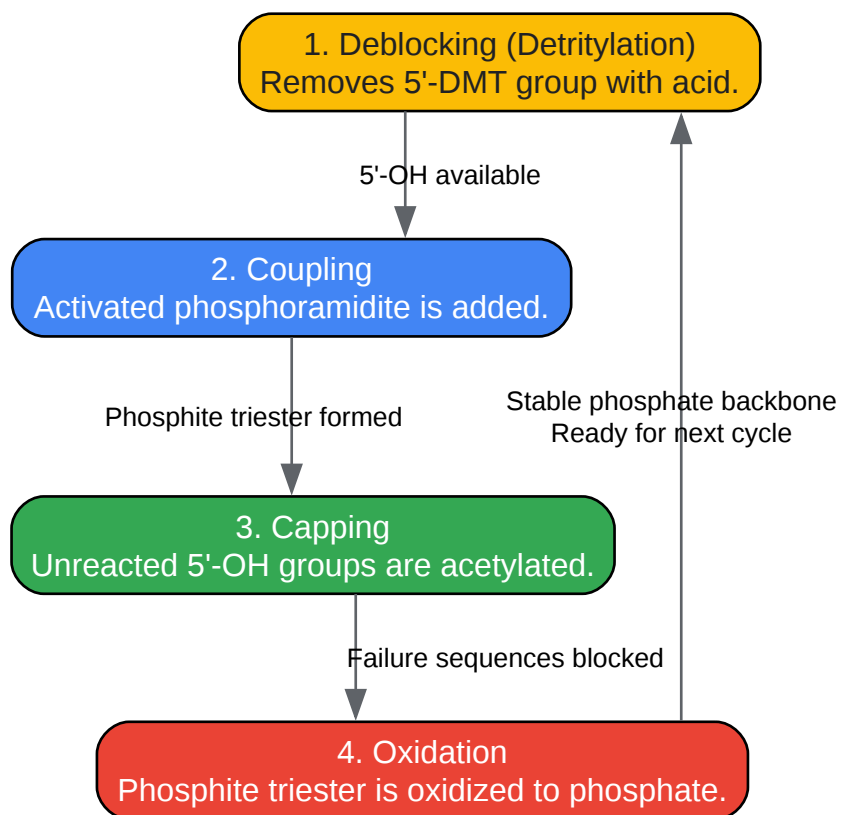 1. Deblocking (Detritylation)
Removes 5'-DMT group with acid.
5'-OH available
2. Coupling
Activated phosphoramidite is added.
Phosphite triester formed
Stable phosphate backbone
Ready for next cycle
3. Capping
Unreacted 5'-OH groups are acetylated.
Failure sequences blocked
4. Oxidation
Phosphite triester is oxidized to phosphate.